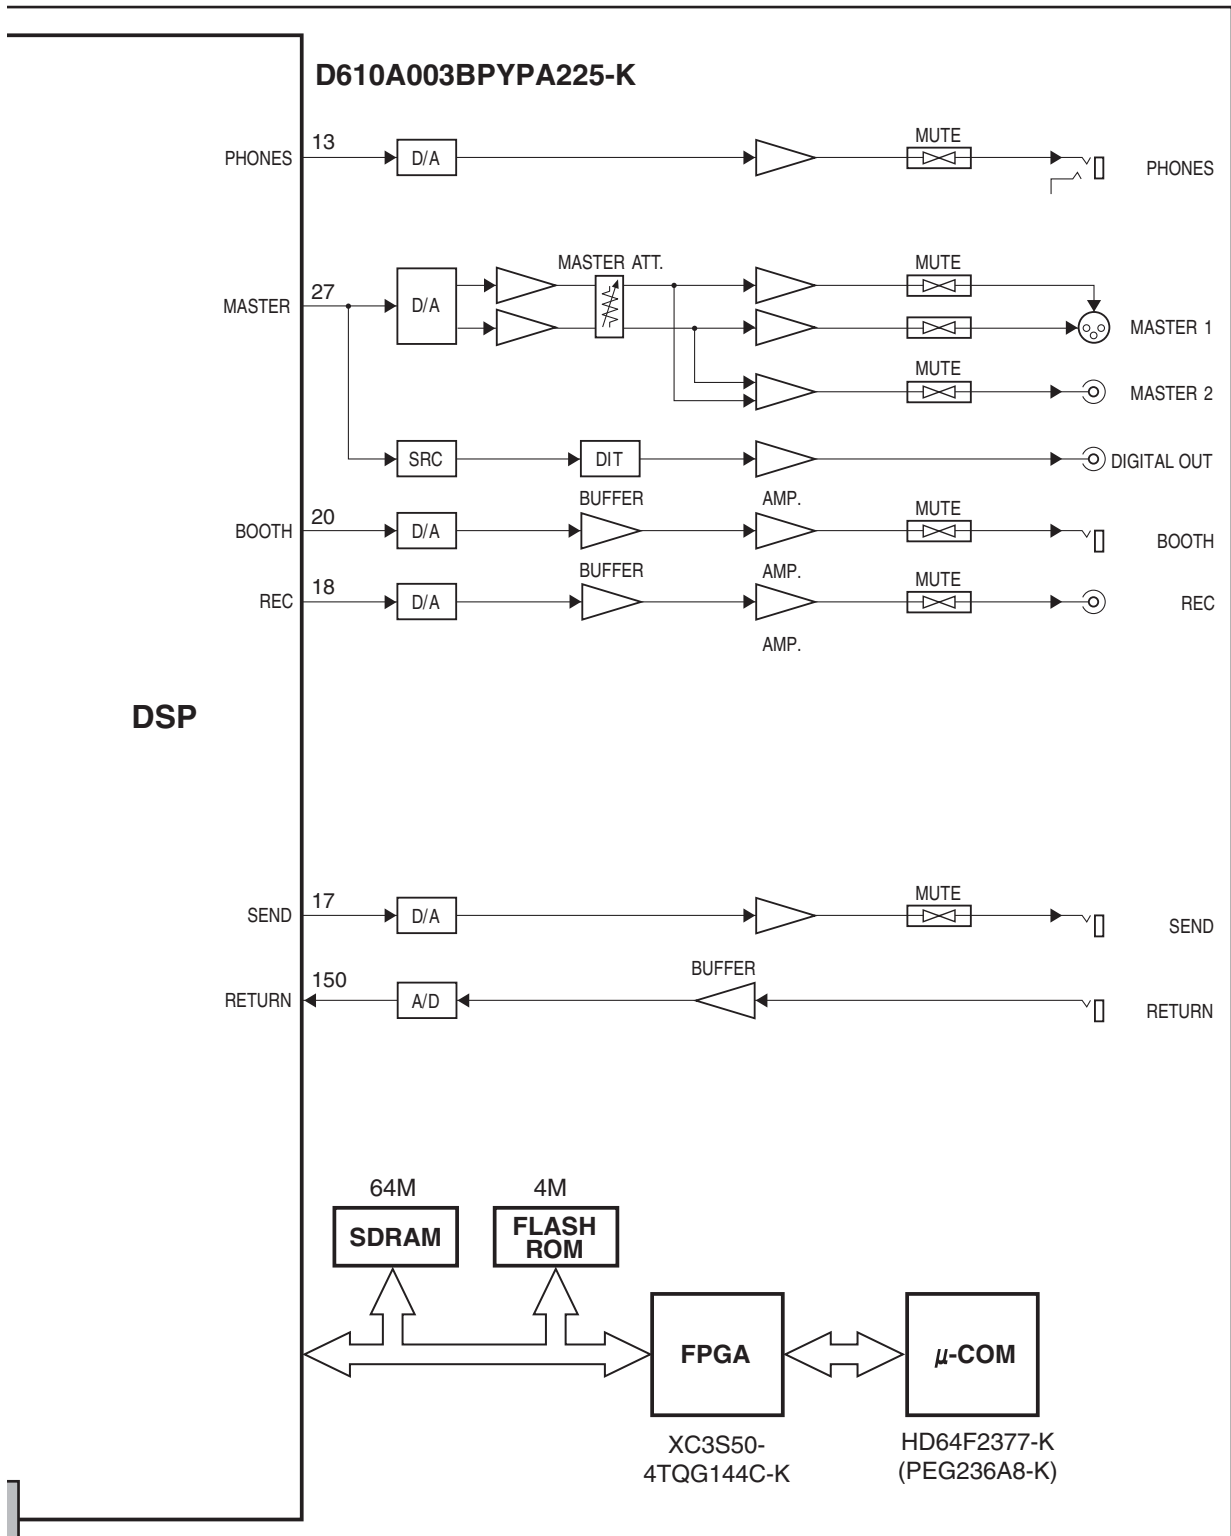 D610A003BPYPA225-K
PHONES 13 D/A MUTE PHONES
MASTER 27 D/A MASTER ATT. MUTE MASTER 1
MUTE MASTER 2
SRC DIT DIGITAL OUT
BUFFER AMP.
BOOTH 20 D/A MUTE BOOTH
BUFFER AMP.
REC 18 D/A MUTE REC
AMP.
DSP
SEND 17 D/A MUTE SEND
BUFFER
RETURN 150 A/D RETURN
64M 4M
SDRAM FLASH
ROM
FPGA μ-COM
XC3S50- HD64F2377-K
4TQG144C-K (PEG236A8-K)